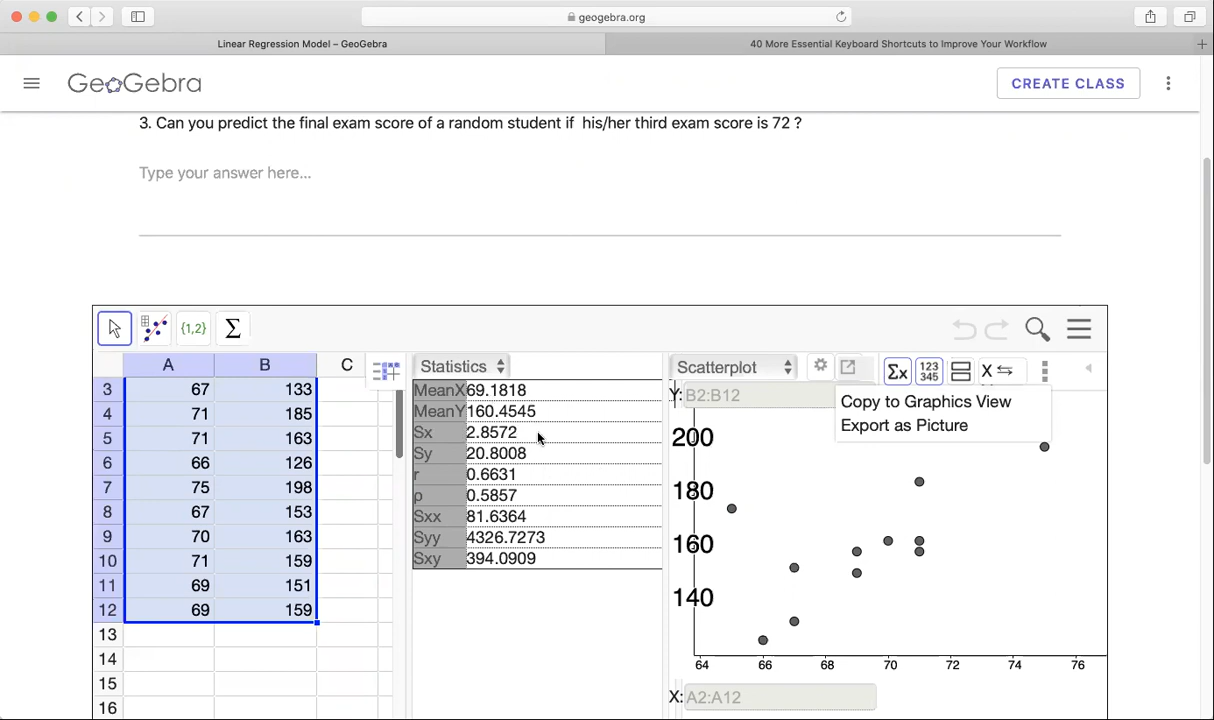 geogebra.org
Linear Regression Model – GeoGebra
40 More Essential Keyboard Shortcuts to Improve Your Workflow
GeoGebra
CREATE CLASS
3. Can you predict the final exam score of a random student if his/her third exam score is 72 ?
Type your answer here...
{1,2}
Σ
A B C
3 67 133
4 71 185
5 71 163
6 66 126
7 75 198
8 67 153
9 70 163
10 71 159
11 69 151
12 69 159
13
14
15
16
Statistics
MeanX 69.1818
MeanY 160.4545
Sx 2.8572
Sy 20.8008
r 0.6631
ρ 0.5857
Sxx 81.6364
Syy 4326.7273
Sxy 394.0909
Scatterplot
Σx
123
345
X
Y: B2:B12
Copy to Graphics View
Export as Picture
200
180
160
140
64 66 68 70 72 74 76
X: A2:A12